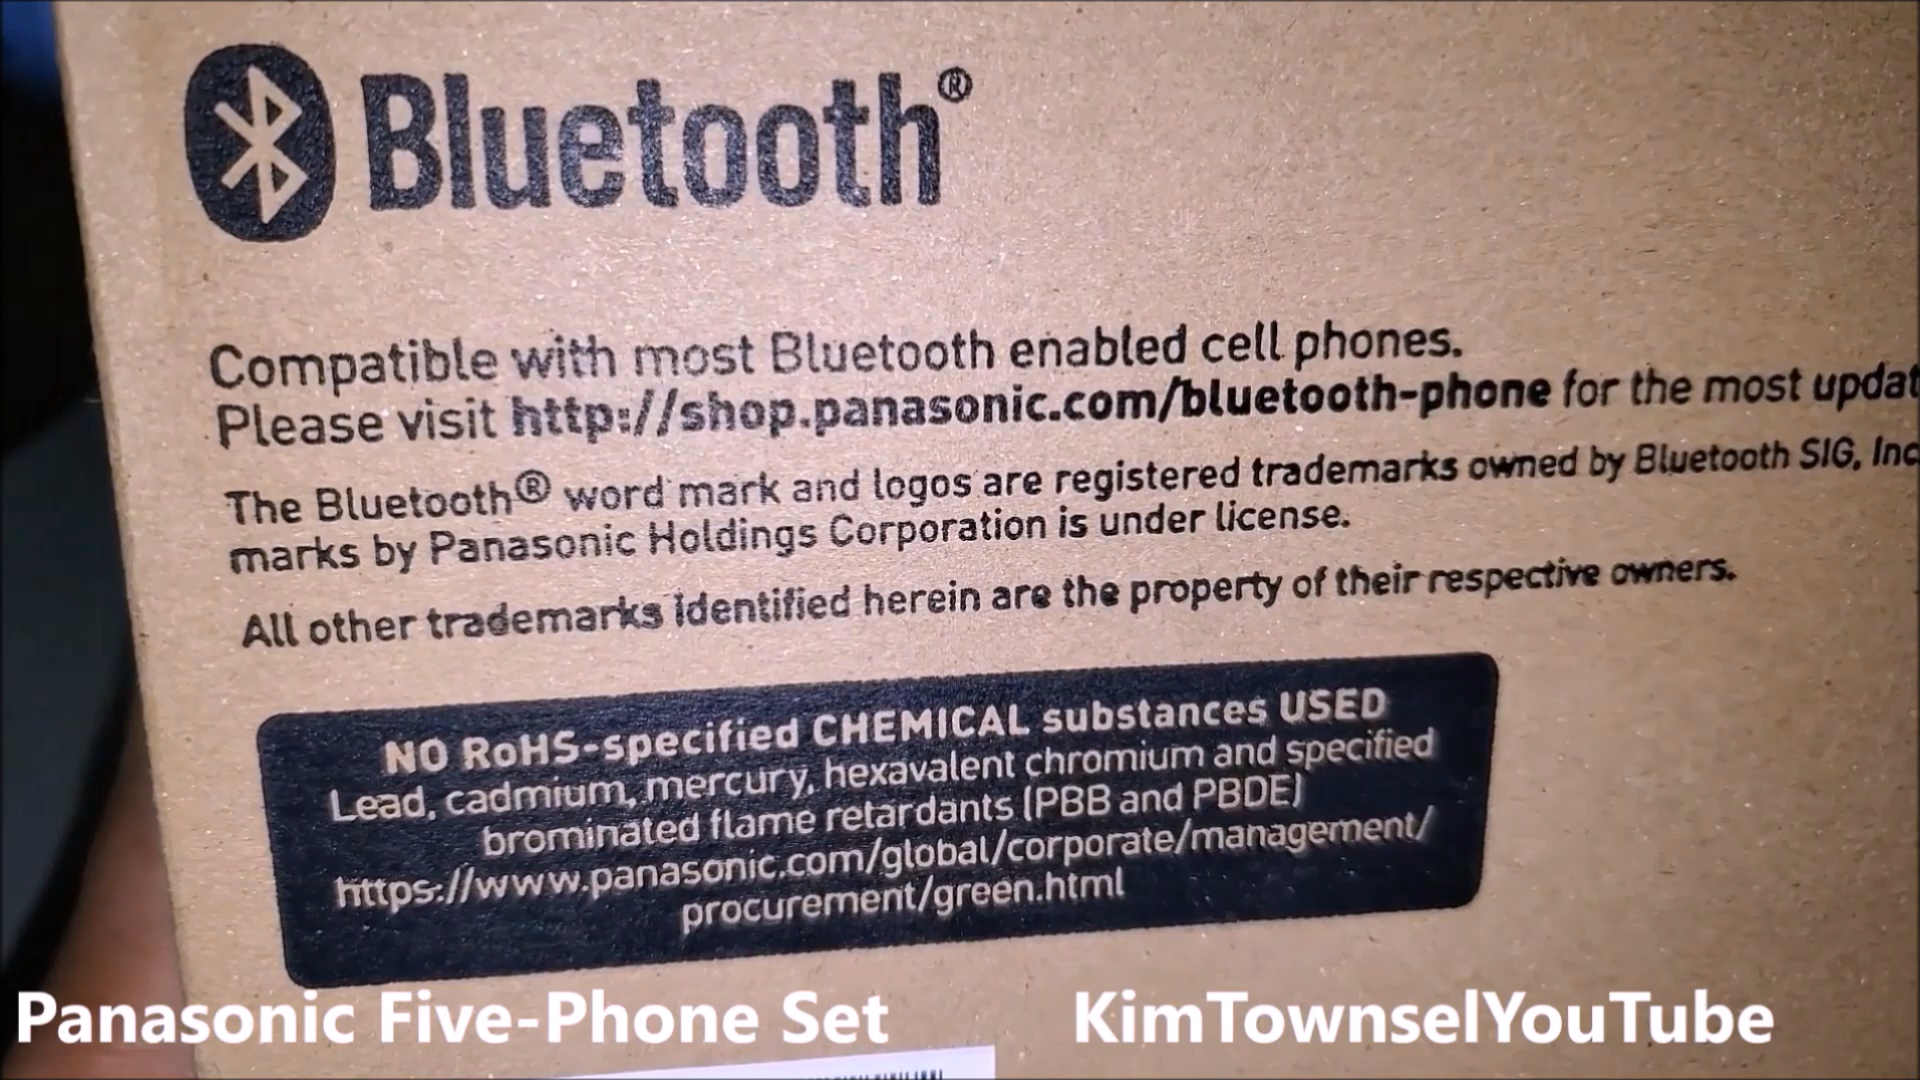 Bluetooth®
Compatible with most Bluetooth enabled cell phones.
Please visit http://shop.panasonic.com/bluetooth-phone for the most updat
The Bluetooth® word mark and logos are registered trademarks owned by Bluetooth SIG, Inc
marks by Panasonic Holdings Corporation is under license.
All other trademarks identified herein are the property of their respective owners.
NO RoHS-specified CHEMICAL substances USED
Lead, cadmium, mercury, hexavalent chromium and specified
brominated flame retardants (PBB and PBDE)
https://www.panasonic.com/global/corporate/management/
procurement/green.html
Panasonic Five-Phone Set
KimTownselYouTube